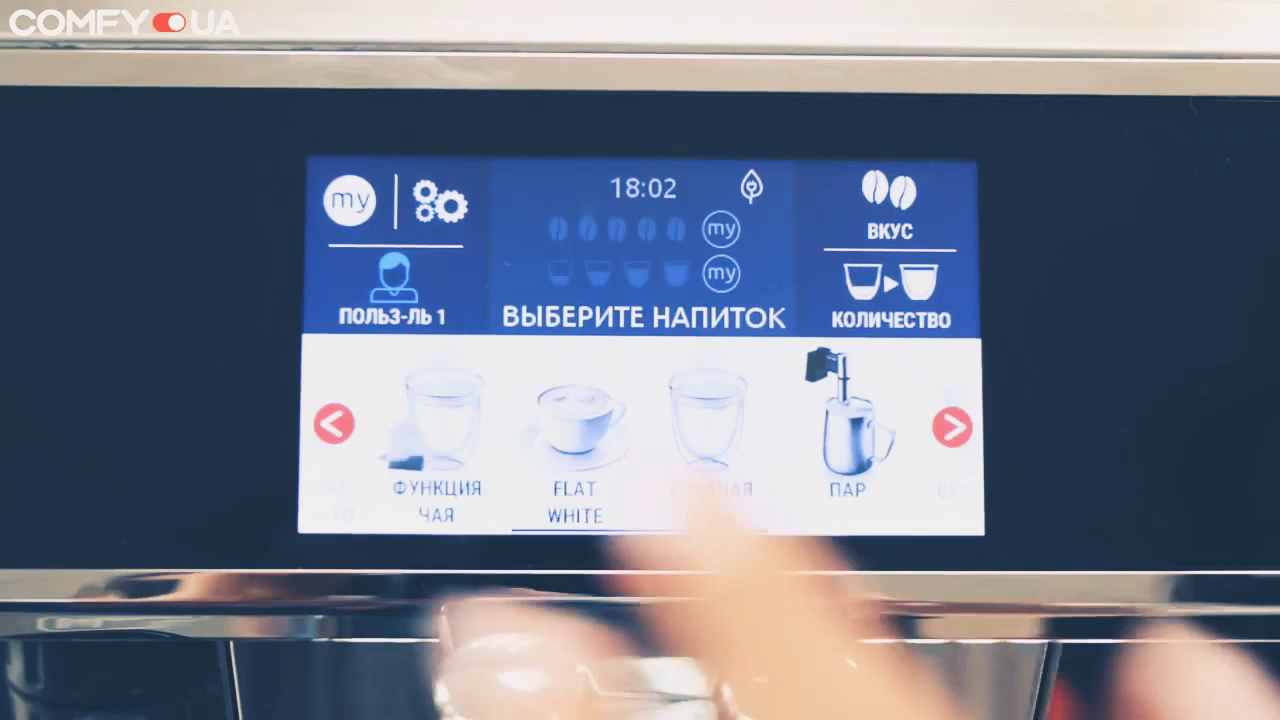 COMFY UA
my
18:02
my
ВКУС
my
ПОЛЬЗ-ЛЬ 1
ВЫБЕРИТЕ НАПИТОК
КОЛИЧЕСТВО
ФУНКЦИЯ
ЧАЯ
FLAT
WHITE
ПАР